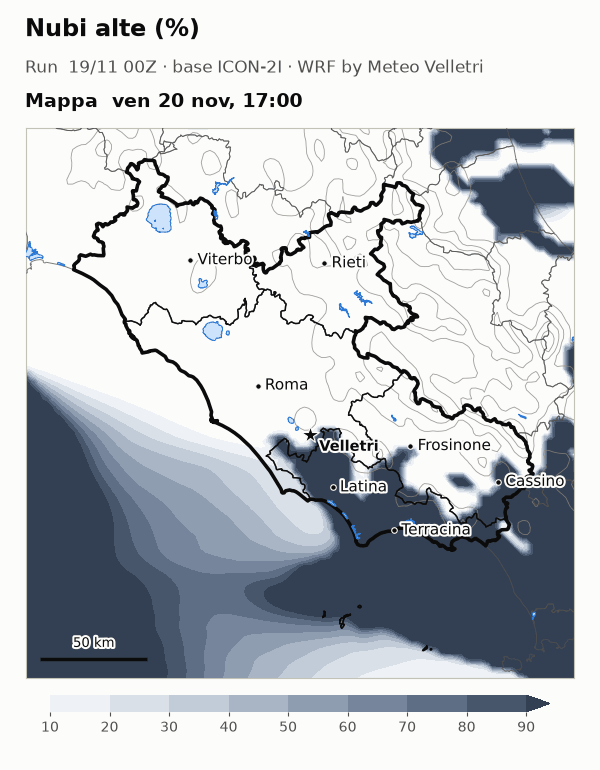 Nubi alte (%)
Run 19/11 00Z · base ICON-2I · WRF by Meteo Velletri
Mappa ven 20 nov, 17:00
Viterbo
Rieti
Roma
Velletri
Frosinone
Latina
Cassino
Terracina
50 km
10 20 30 40 50 60 70 80 90